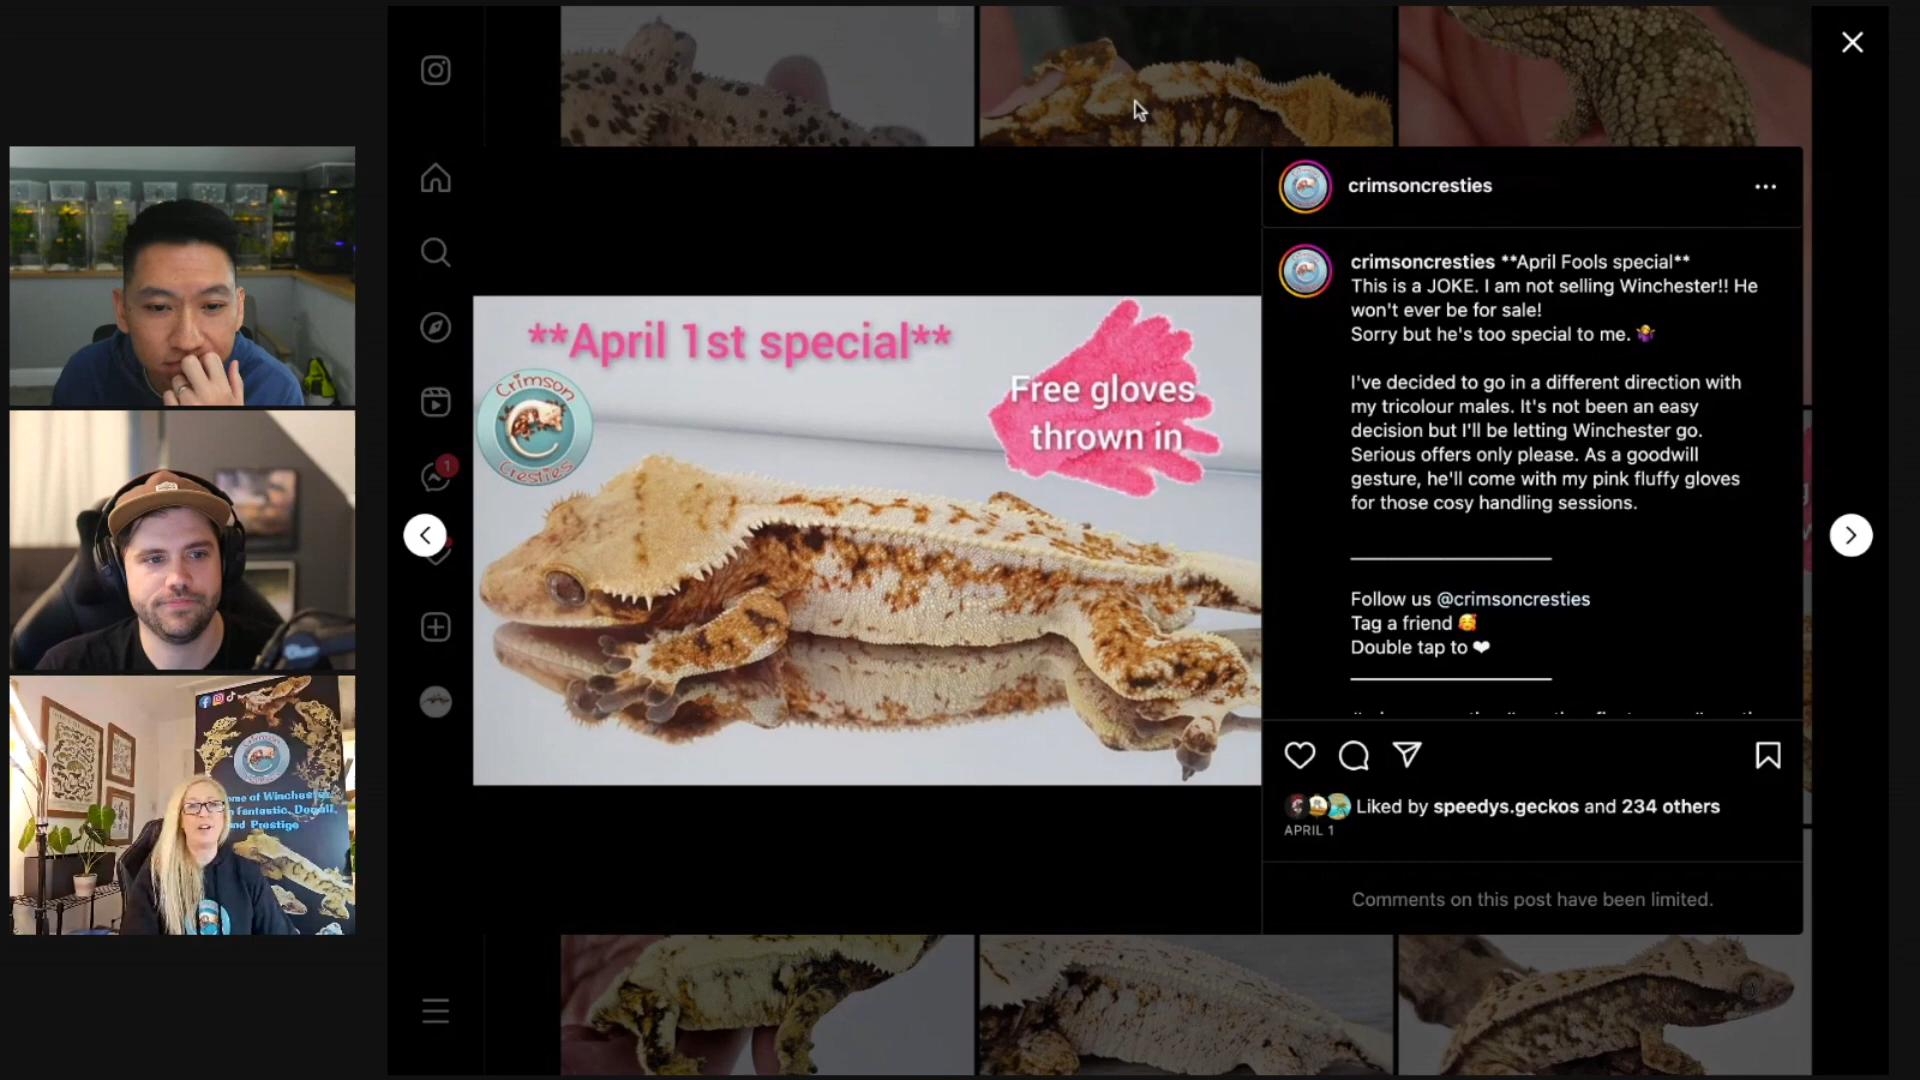 crimsoncresties
crimsoncresties **April Fools special**
This is a JOKE. I am not selling Winchester!! He
won't ever be for sale!
Sorry but he's too special to me. 🤷‍♀️
I've decided to go in a different direction with
my tricolour males. It's not been an easy
decision but I'll be letting Winchester go.
Serious offers only please. As a goodwill
gesture, he'll come with my pink fluffy gloves
for those cosy handling sessions.
Follow us @crimsoncresties
Tag a friend 🥰
Double tap to ❤
Liked by speedys.geckos and 234 others
APRIL 1
Comments on this post have been limited.
**April 1st special**
Free gloves
thrown in
Crimson
Cresties
1
of Winchester,
Fantastic,
and Prestige